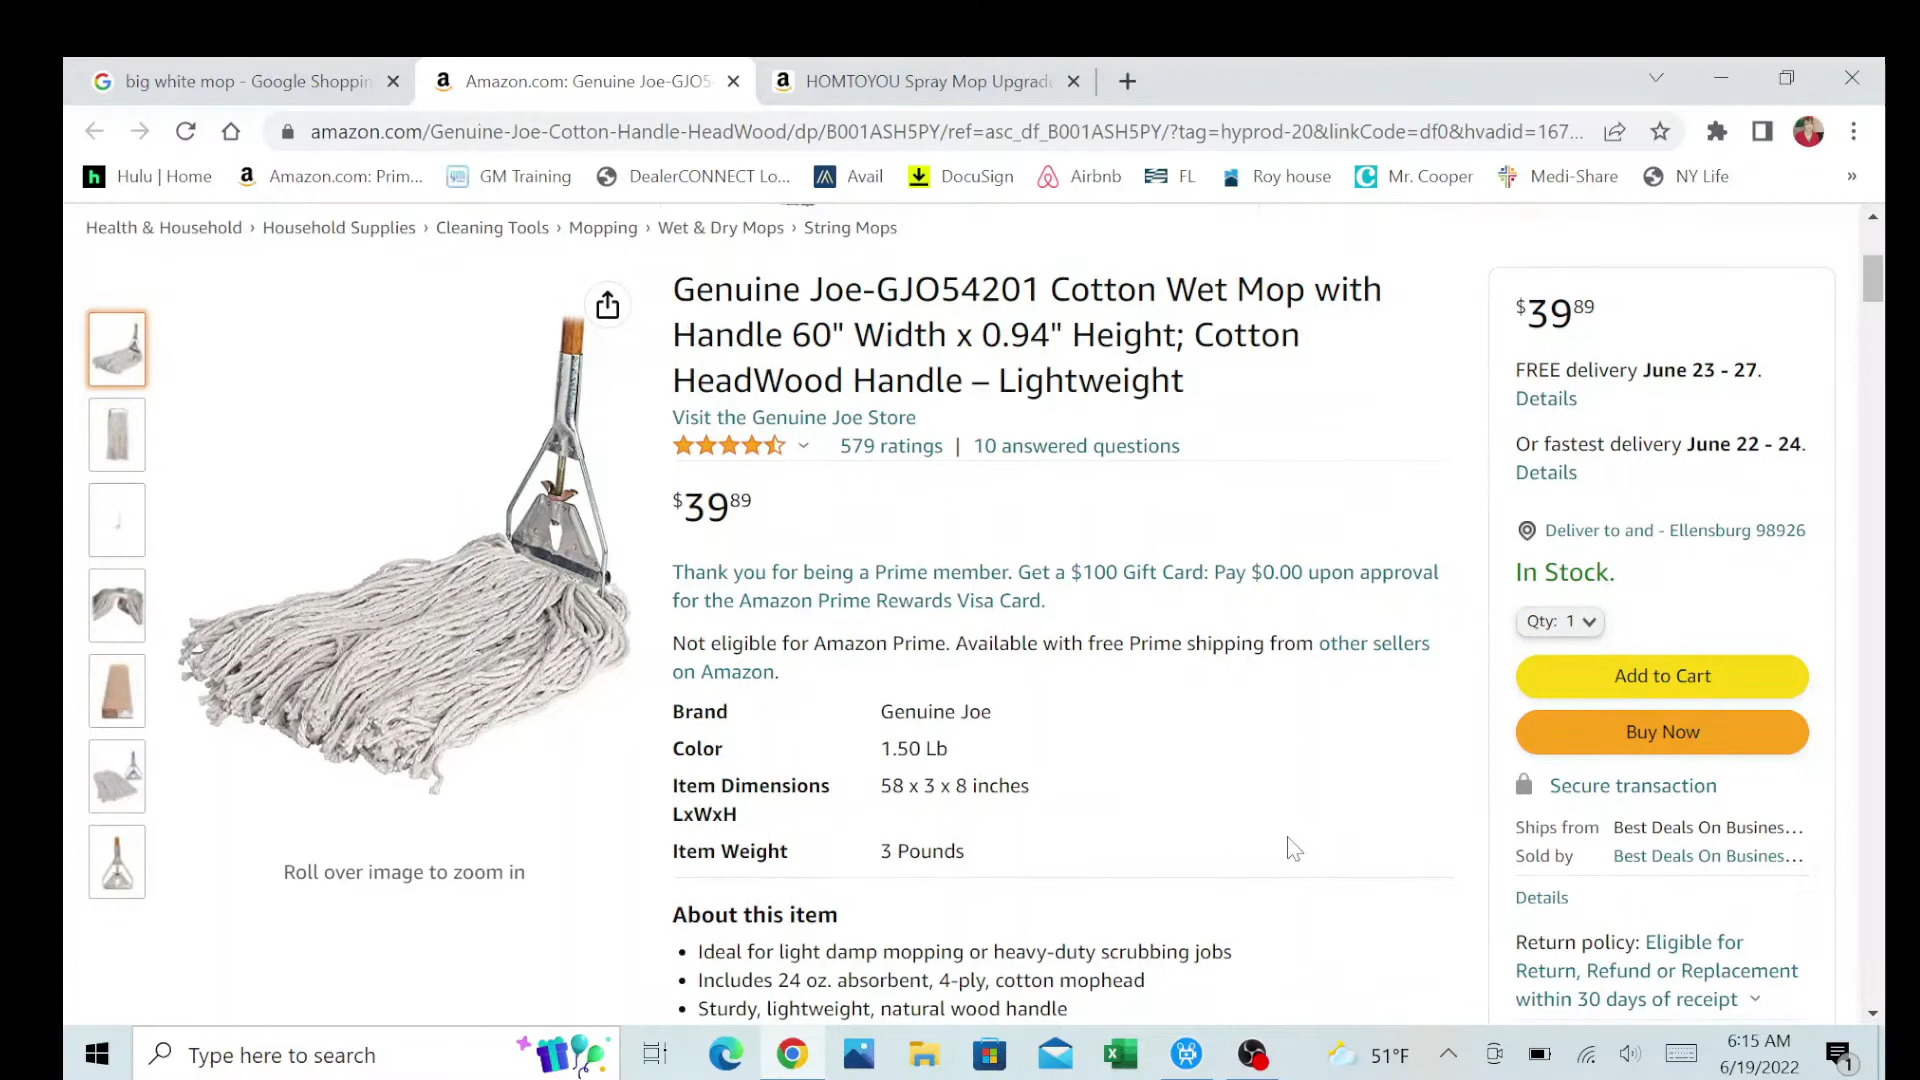 big white mop - Google Shoppin
Amazon.com: Genuine Joe-GJO5
HOMTOYOU Spray Mop Upgrade
amazon.com/Genuine-Joe-Cotton-Handle-HeadWood/dp/B001ASH5PY/ref=asc_df_B001ASH5PY/?tag=hyprod-20&linkCode=df0&hvadid=167...
Hulu | Home
Amazon.com: Prim...
GM Training
DealerCONNECT Lo...
Avail
DocuSign
Airbnb
FL
Roy house
Mr. Cooper
Medi-Share
NY Life
»
Health & Household › Household Supplies › Cleaning Tools › Mopping › Wet & Dry Mops › String Mops
Genuine Joe-GJO54201 Cotton Wet Mop with
Handle 60" Width x 0.94" Height; Cotton
HeadWood Handle – Lightweight
Visit the Genuine Joe Store
579 ratings | 10 answered questions
$39 89
Thank you for being a Prime member. Get a $100 Gift Card: Pay $0.00 upon approval
for the Amazon Prime Rewards Visa Card.
Not eligible for Amazon Prime. Available with free Prime shipping from other sellers
on Amazon.
Brand Genuine Joe
Color 1.50 Lb
Item Dimensions 58 x 3 x 8 inches
LxWxH
Item Weight 3 Pounds
About this item
• Ideal for light damp mopping or heavy-duty scrubbing jobs
• Includes 24 oz. absorbent, 4-ply, cotton mophead
• Sturdy, lightweight, natural wood handle
Roll over image to zoom in
$39 89
FREE delivery June 23 - 27.
Details
Or fastest delivery June 22 - 24.
Details
Deliver to and - Ellensburg 98926
In Stock.
Qty: 1
Add to Cart
Buy Now
Secure transaction
Ships from Best Deals On Busines...
Sold by Best Deals On Busines...
Details
Return policy: Eligible for
Return, Refund or Replacement
within 30 days of receipt
Type here to search
51°F
6:15 AM
6/19/2022
1